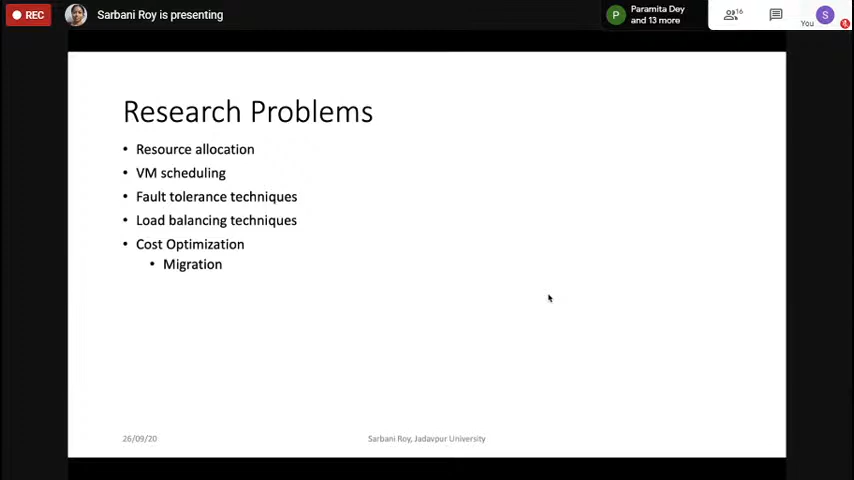 REC
Sarbani Roy is presenting
P
Paramita Dey
and 13 more
16
You
S
Research Problems
• Resource allocation
• VM scheduling
• Fault tolerance techniques
• Load balancing techniques
• Cost Optimization
• Migration
26/09/20
Sarbani Roy, Jadavpur University